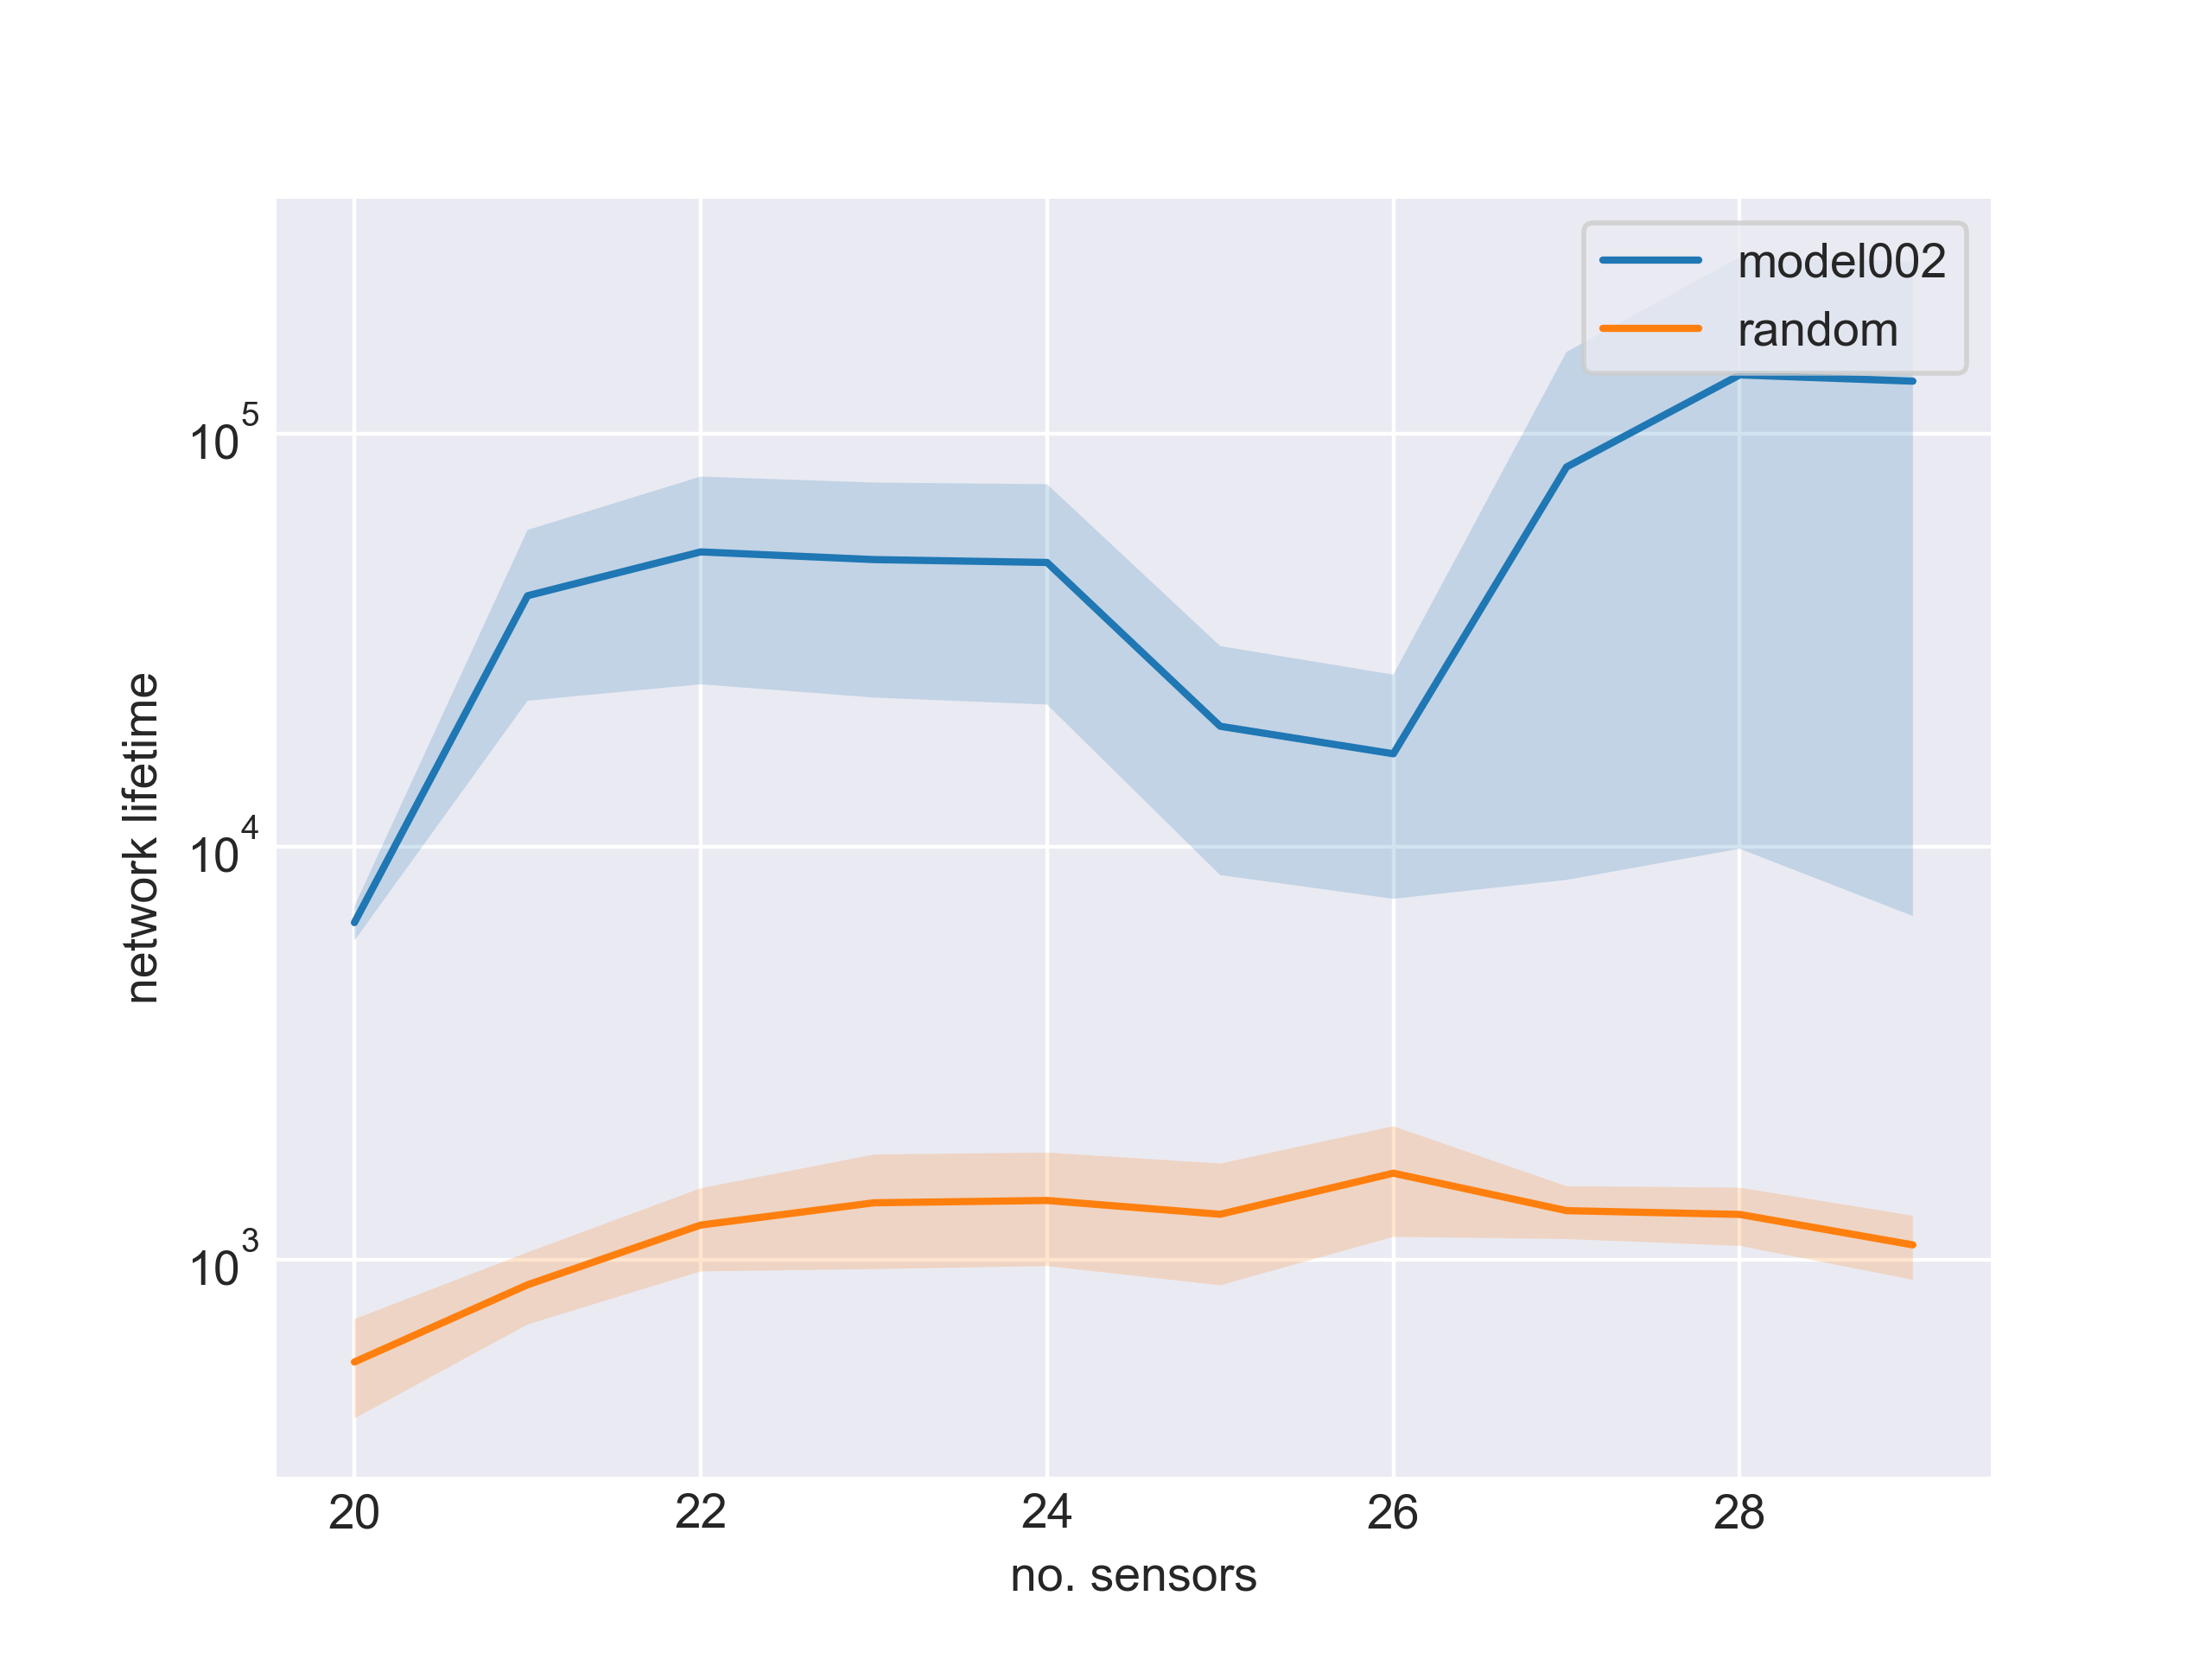 model002
random
10^5
10^4
10^3
network lifetime
20 22 24 26 28
no. sensors